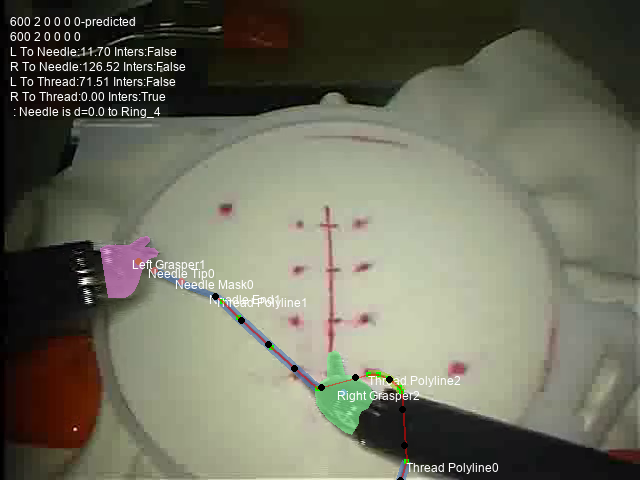 600 2 0 0 0 0-predicted
600 2 0 0 0 0
L To Needle:11.70 Inters:False
R To Needle:126.52 Inters:False
L To Thread:71.51 Inters:False
R To Thread:0.00 Inters:True
: Needle is d=0.0 to Ring_4
Left Grasper1
Needle Tip0
Needle Mask0
Needle End1
Thread Polyline1
Thread Polyline2
Right Grasper2
Thread Polyline0